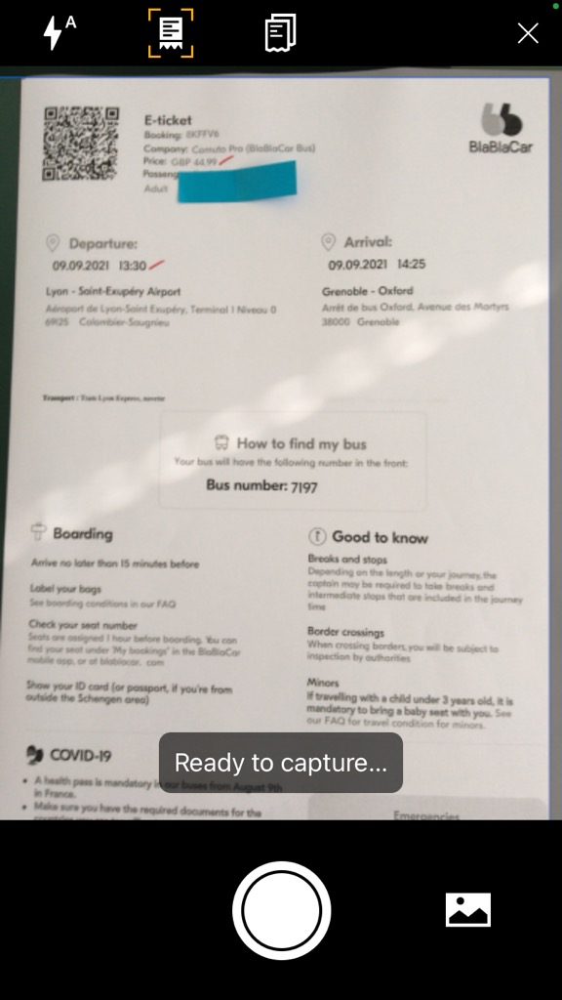 A
E-ticket
BlaBlaCar
Booking: 8KFFV6
Company: Comuto Pro (BlaBlaCar Bus)
Price: GBP 44.99
Passeng
Adult
Departure:
09.09.2021 13:30
Lyon - Saint-Exupéry Airport
Aéroport de Lyon-Saint Exupéry, Terminal 1 Niveau 0
69125 Colombier-Saugnieu
Arrival:
09.09.2021 14:25
Grenoble - Oxford
Arrêt de bus Oxford, Avenue des Martyrs
38000 Grenoble
Transport : Lyon Express,
How to find my bus
Your bus will have the following number in the front:
Bus number: 7197
Boarding
Arrive no later than 15 minutes before
Label your bags
See boarding conditions in our FAQ
Check your seat number
Seats are assigned 1 hour before boarding. You can
find your seat under 'My bookings' in the BlaBlaCar
mobile app, or at blablacar. com
Show your ID card (or passport, if you're from
outside the Schengen area)
Good to know
Breaks and stops
Depending on the length or your journey, the
captain may be required to take breaks and
intermediate stops that are included in the journey
time
Border crossings
When crossing borders, you will be subject to
inspection by authorities
Minors
If travelling with a child under 3 years old, it is
mandatory to bring a baby seat with you. See
our FAQ for travel condition for minors.
COVID-19
A health pass is mandatory in our buses from August 9th
in France.
Make sure you have the required documents for the
Emergencies
Ready to capture...